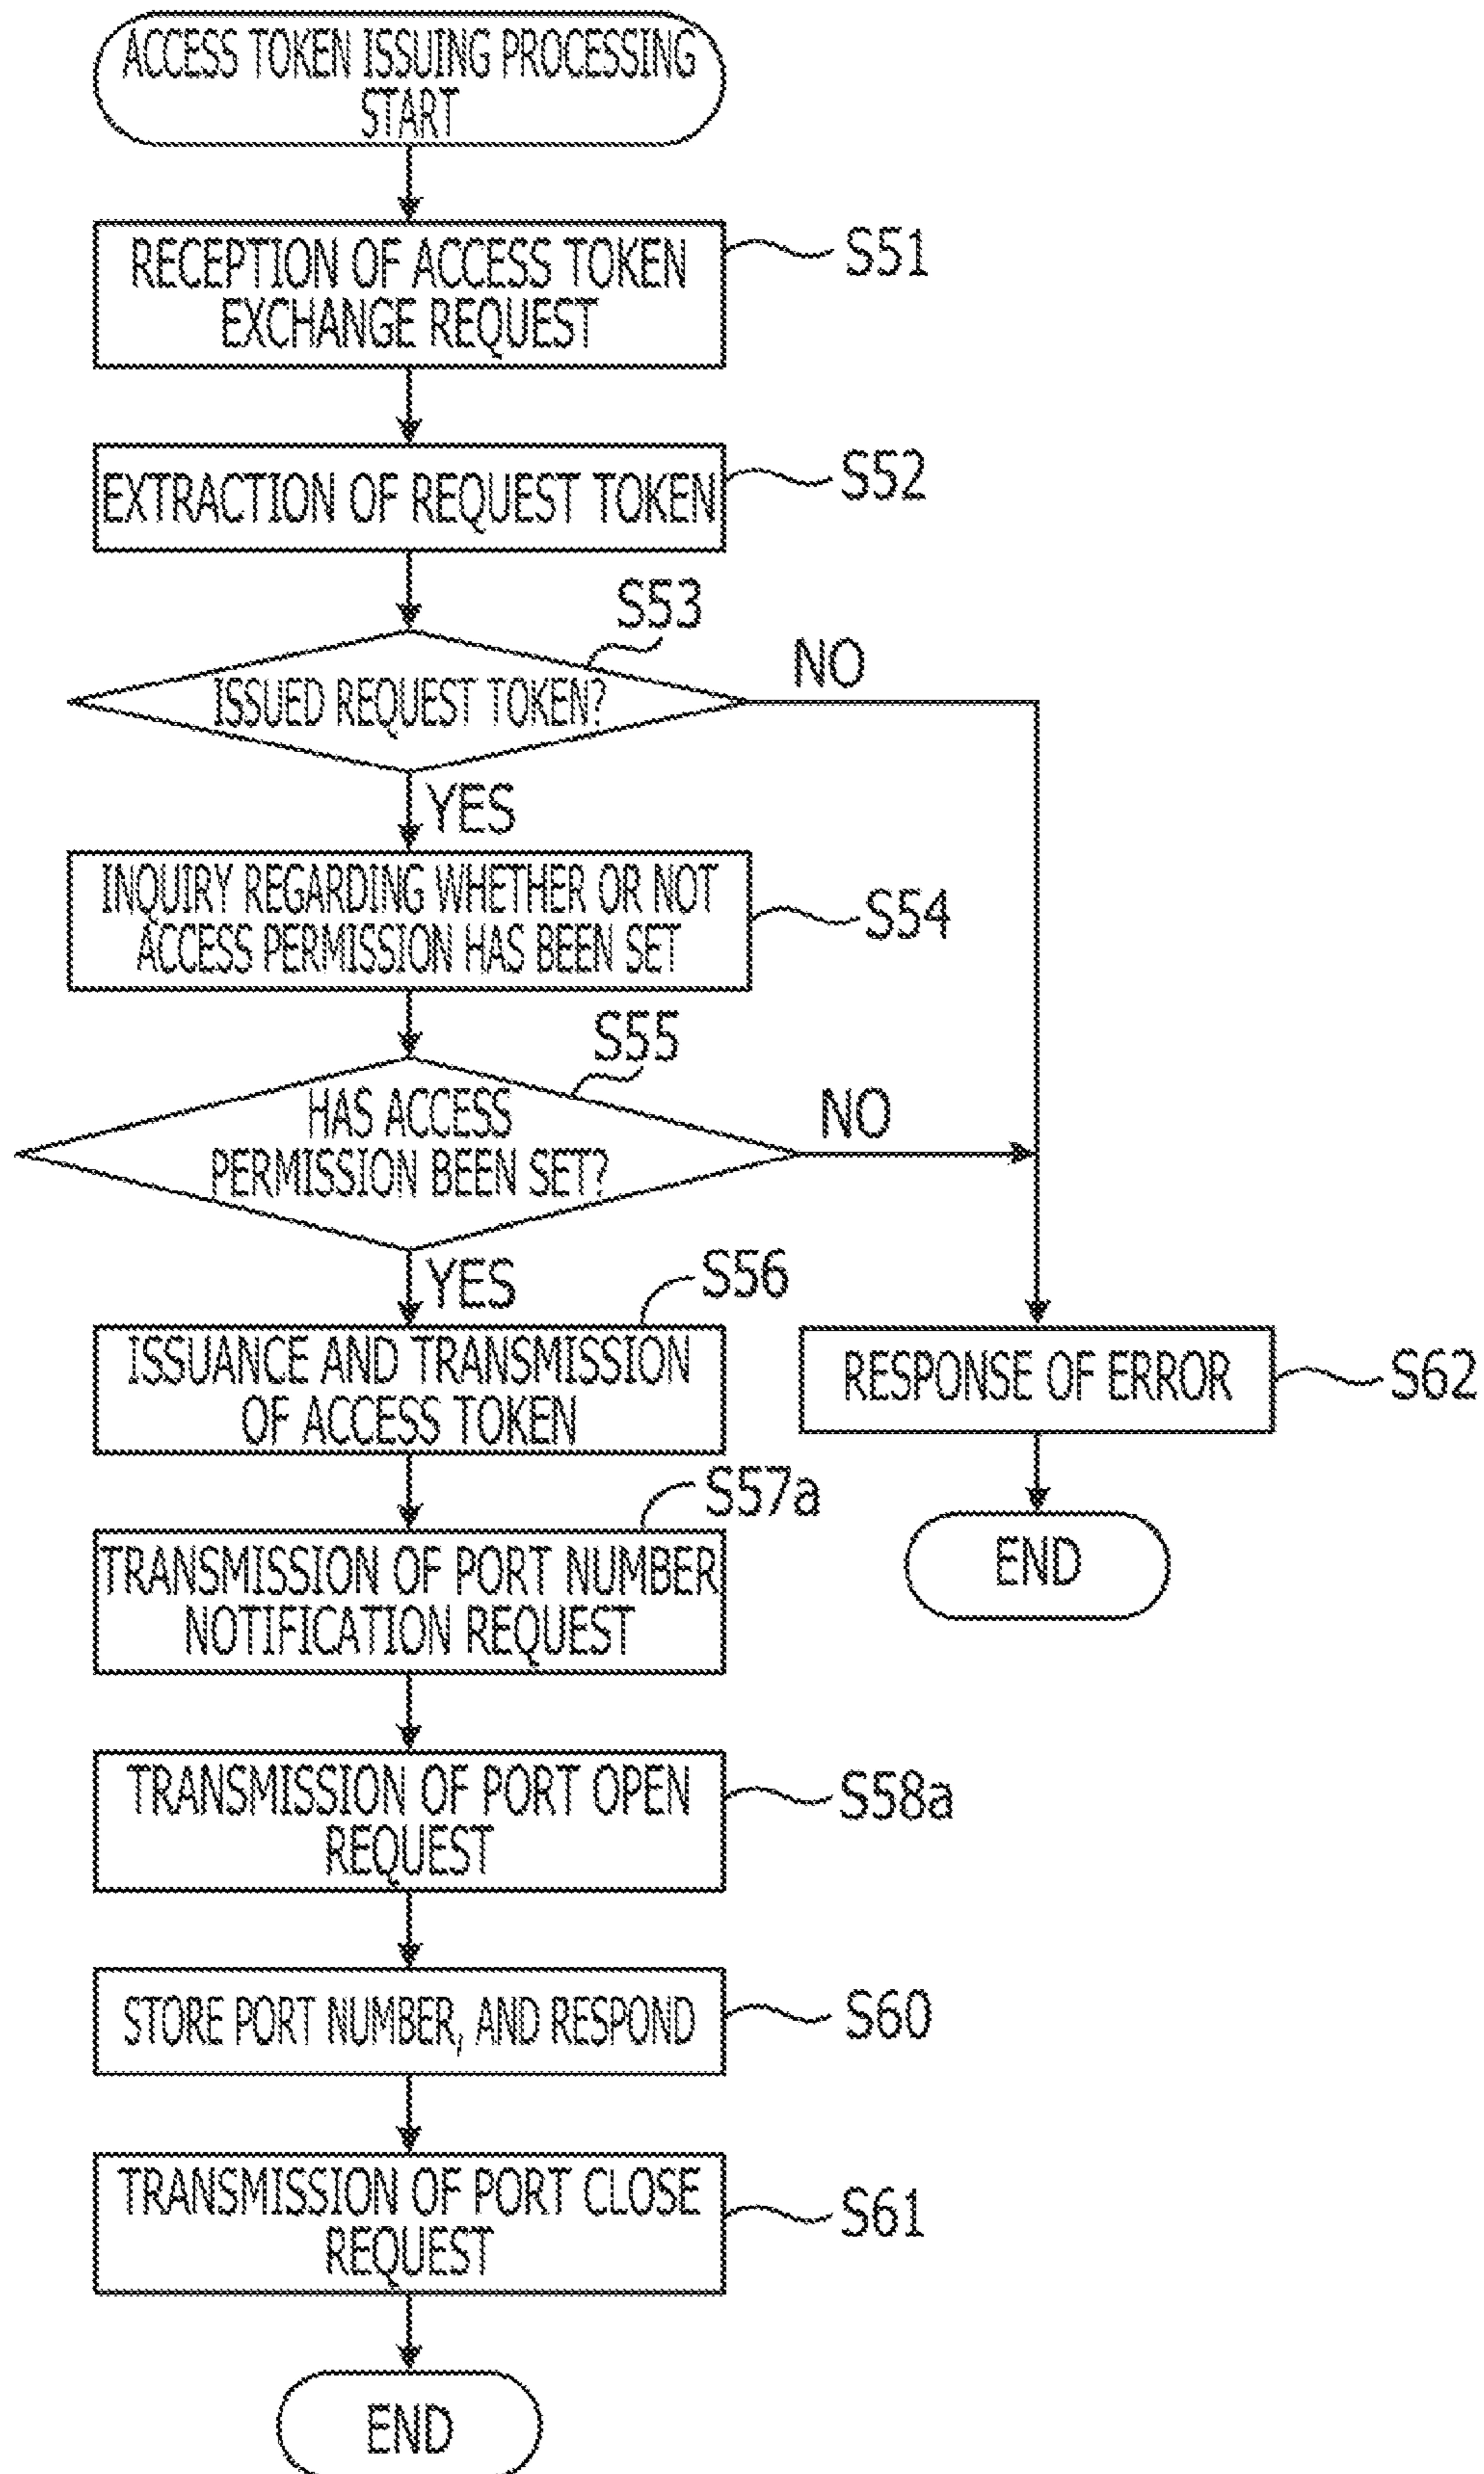 ACCESS TOKEN ISSUING PROCESSING
START
RECEPTION OF ACCESS TOKEN
EXCHANGE REQUEST
S51
EXTRACTION OF REQUEST TOKEN
S52
S53
ISSUED REQUEST TOKEN?
NO
YES
INQUIRY REGARDING WHETHER OR NOT
ACCESS PERMISSION HAS BEEN SET
S54
S55
HAS ACCESS
PERMISSION BEEN SET?
NO
YES
S56
ISSUANCE AND TRANSMISSION
OF ACCESS TOKEN
RESPONSE OF ERROR
S62
S57a
TRANSMISSION OF PORT NUMBER
NOTIFICATION REQUEST
END
TRANSMISSION OF PORT OPEN
REQUEST
S58a
STORE PORT NUMBER, AND RESPOND
S60
TRANSMISSION OF PORT CLOSE
REQUEST
S61
END